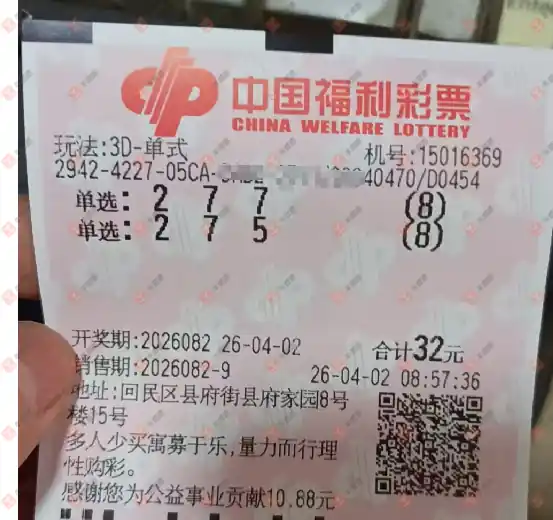 中国福利彩票
CHINA WELFARE LOTTERY
玩法:3D-单式
机号:15016369
2942-4227-05CA- 40470/D0454
单选: 2 7 7 (8)
单选: 2 7 5 (8)
开奖期:2026082 26-04-02 合计32元
销售期:2026082-9 26-04-02 08:57:36
地址:回民区县府街县府家园8号
楼15号
多人少买寓募于乐,量力而行理
性购彩。
感谢您为公益事业贡献10.88元